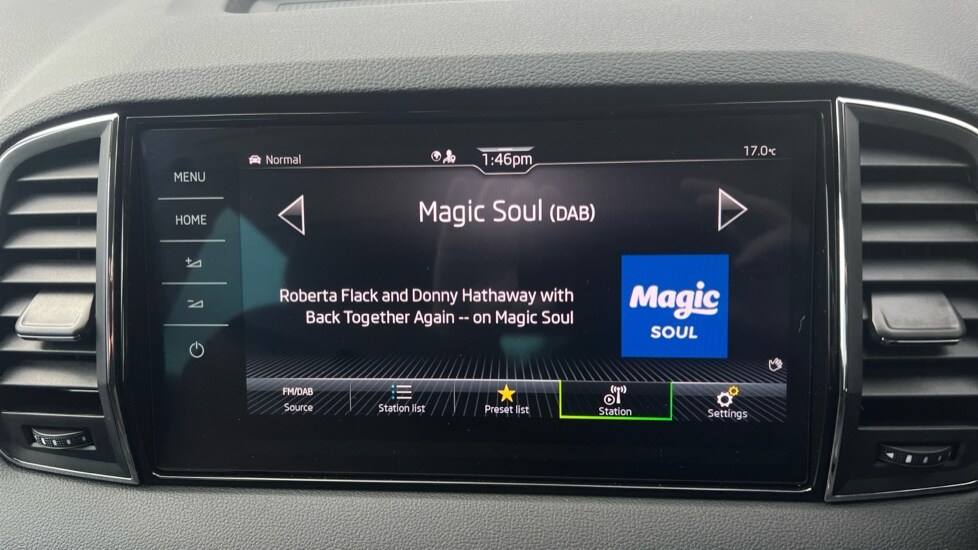 Normal
1:46pm
17.0°C
MENU
HOME
Magic Soul (DAB)
Roberta Flack and Donny Hathaway with
Back Together Again -- on Magic Soul
Magic
SOUL
FM/DAB
Source
Station list
Preset list
Station
Settings